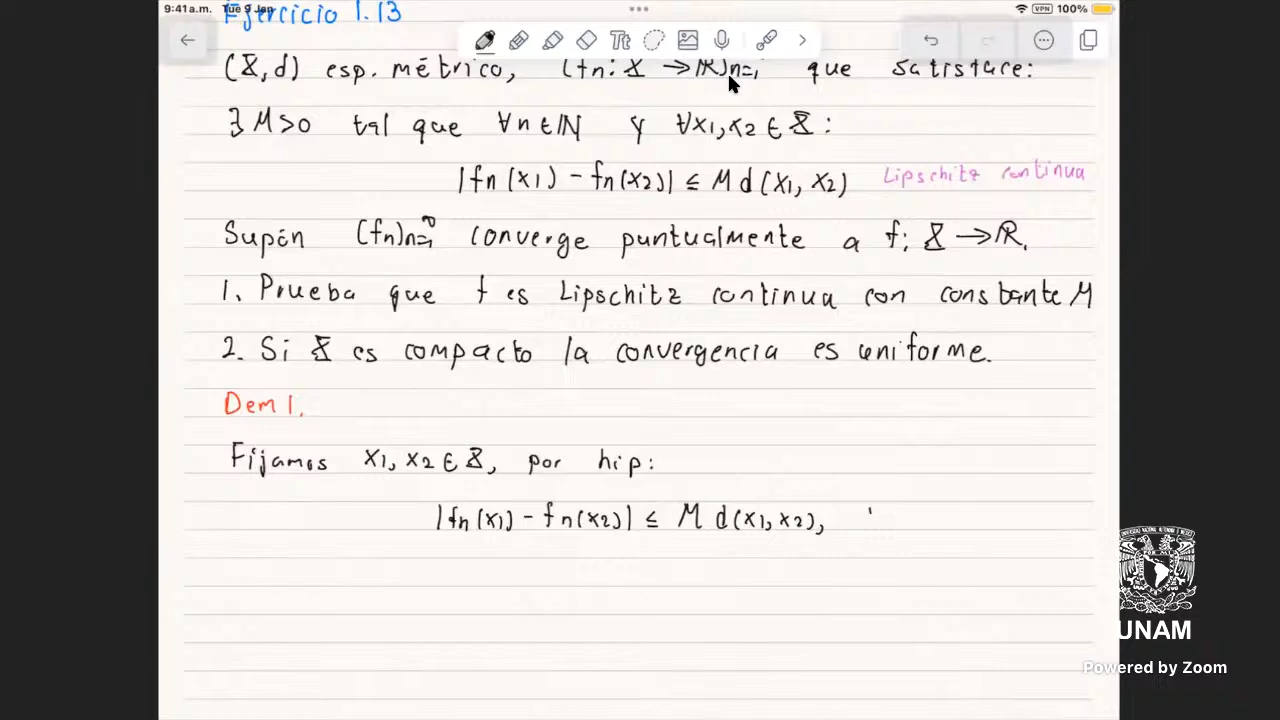 9:41a.m. Tue 9 Jan
VPN 100%
Ejercicio 1.13
(X,d) esp. métrico, (fn: X → ℝ)n=1 que satisface:
∃ M>0 tal que ∀n∈ℕ y ∀x1,x2 ∈ X:
|fn(x1) - fn(x2)| ≤ M d(x1, x2) Lipschitz continua
Supón (fn)n=1^∞ converge puntualmente a f: X → ℝ.
1. Prueba que f es Lipschitz continua con constante M
2. Si X es compacto la convergencia es uniforme.
Dem 1.
Fijamos x1, x2 ∈ X, por hip:
|fn(x1) - fn(x2)| ≤ M d(x1, x2),
UNAM
Powered by Zoom